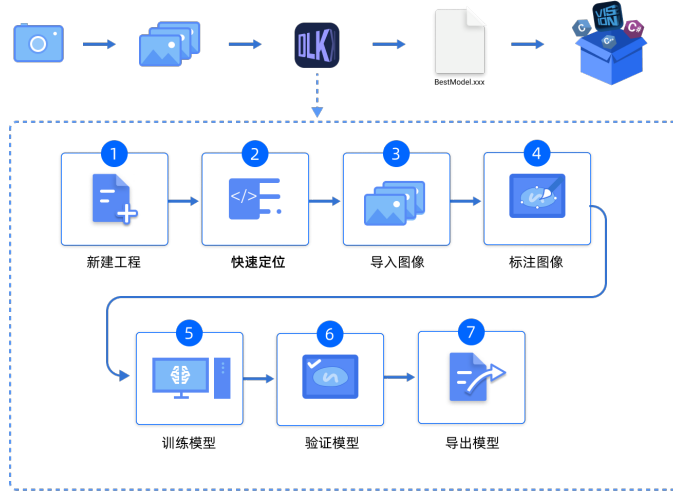 DLK
BestModel.xxx
VISION
C
C#
C++
1
2
3
4
</>
新建工程
快速定位
导入图像
标注图像
5
6
7
训练模型
验证模型
导出模型